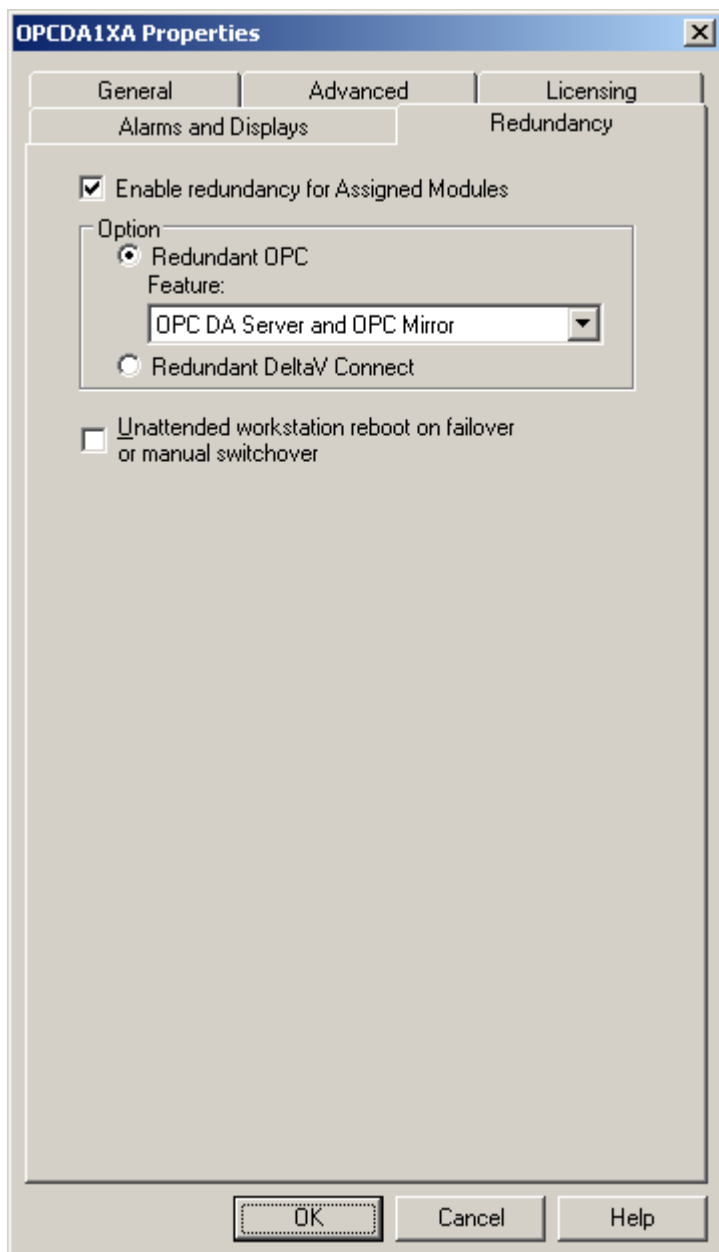 OPCDA1XA Properties
General Advanced Licensing
Alarms and Displays Redundancy
Enable redundancy for Assigned Modules
Option
Redundant OPC
Feature:
OPC DA Server and OPC Mirror
Redundant DeltaV Connect
Unattended workstation reboot on failover
or manual switchover
OK Cancel Help